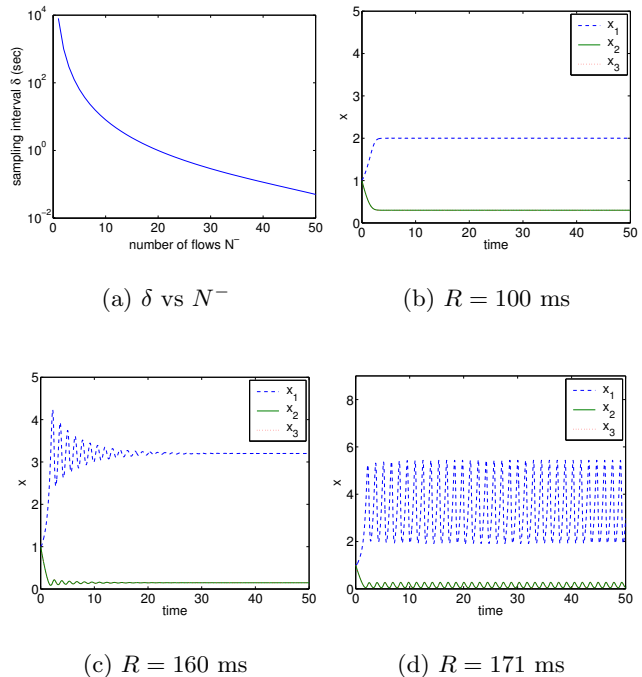 10^4
10^2
10^0
10^{-2}
sampling interval δ (sec)
0 10 20 30 40 50
number of flows N^-
(a) δ vs N^-
5
4
3
2
1
0
x
x_1
x_2
x_3
0 10 20 30 40 50
time
(b) R = 100 ms
5
4
3
2
1
0
x
x_1
x_2
x_3
0 10 20 30 40 50
time
(c) R = 160 ms
8
6
4
2
0
x
x_1
x_2
x_3
0 10 20 30 40 50
time
(d) R = 171 ms